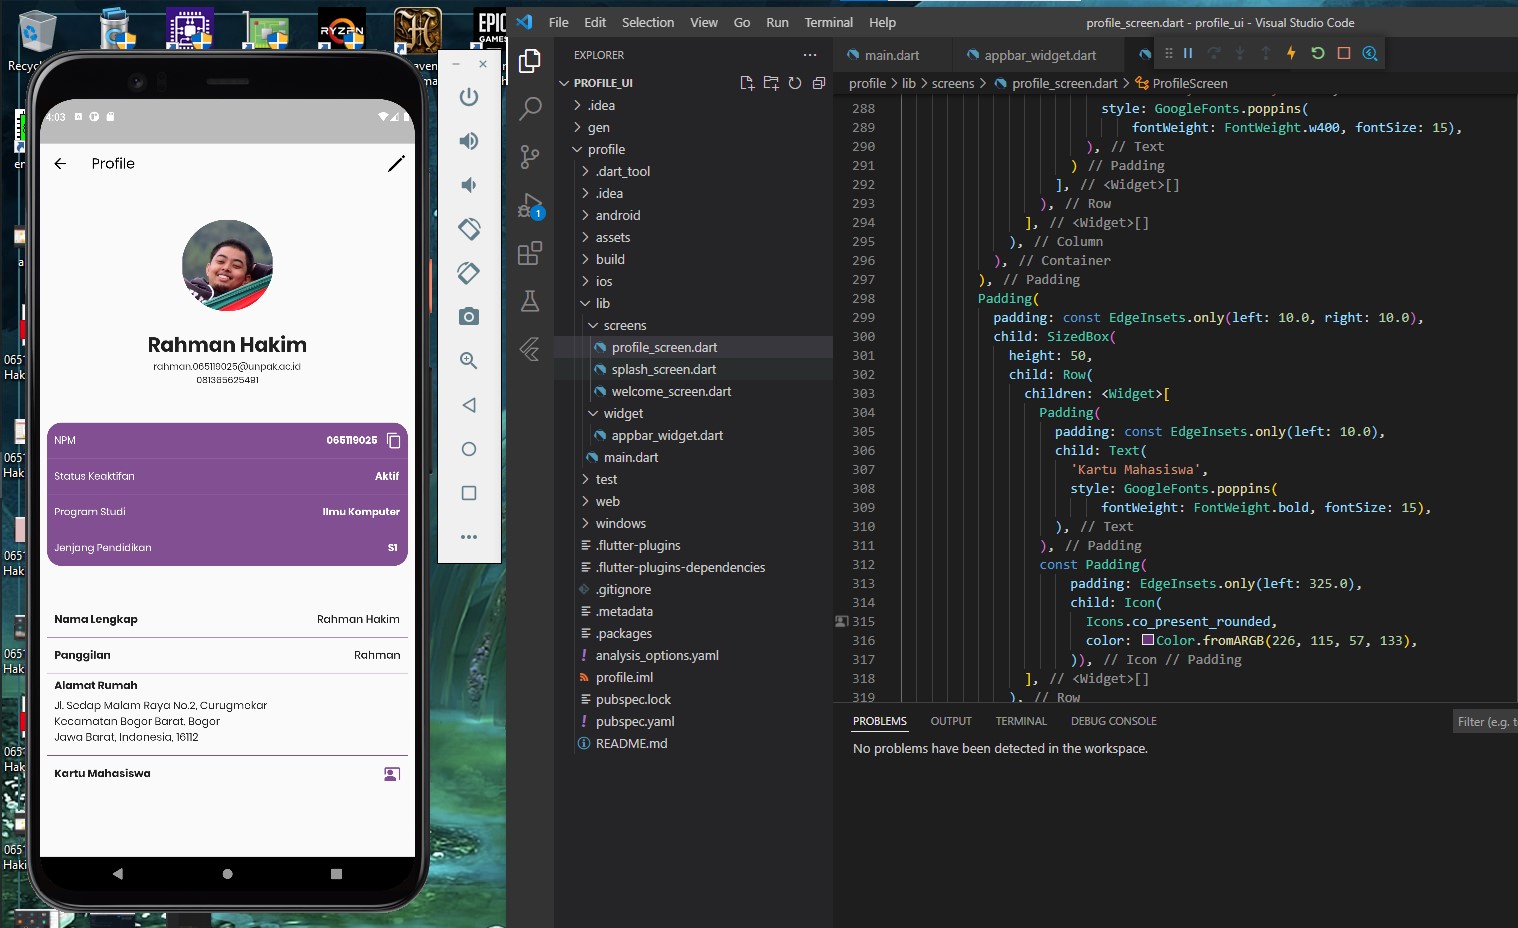 Recyc
RYZEN
EPIC
GAMES
4:03
Profile
Rahman Hakim
rahman.065119025@unpak.ac.id
081365625491
NPM
065119025
Status Keaktifan
Aktif
Program Studi
Ilmu Komputer
Jenjang Pendidikan
S1
Nama Lengkap
Rahman Hakim
Panggilan
Rahman
Alamat Rumah
Jl. Sedap Malam Raya No.2, Curugmekar
Kecamatan Bogor Barat, Bogor
Jawa Barat, Indonesia, 16112
Kartu Mahasiswa
File Edit Selection View Go Run Terminal Help
profile_screen.dart - profile_ui - Visual Studio Code
EXPLORER
PROFILE_UI
.idea
gen
profile
.dart_tool
.idea
android
assets
build
ios
lib
screens
profile_screen.dart
splash_screen.dart
welcome_screen.dart
widget
appbar_widget.dart
main.dart
test
web
windows
.flutter-plugins
.flutter-plugins-dependencies
.gitignore
.metadata
.packages
analysis_options.yaml
profile.iml
pubspec.lock
pubspec.yaml
README.md
1
main.dart
appbar_widget.dart
profile > lib > screens > profile_screen.dart > ProfileScreen
288 style: GoogleFonts.poppins(
289 fontWeight: FontWeight.w400, fontSize: 15),
290 ), // Text
291 ) // Padding
292 ], // <Widget>[]
293 ), // Row
294 ], // <Widget>[]
295 ), // Column
296 ), // Container
297 ), // Padding
298 Padding(
299 padding: const EdgeInsets.only(left: 10.0, right: 10.0),
300 child: SizedBox(
301 height: 50,
302 child: Row(
303 children: <Widget>[
304 Padding(
305 padding: const EdgeInsets.only(left: 10.0),
306 child: Text(
307 'Kartu Mahasiswa',
308 style: GoogleFonts.poppins(
309 fontWeight: FontWeight.bold, fontSize: 15),
310 ), // Text
311 ), // Padding
312 const Padding(
313 padding: EdgeInsets.only(left: 325.0),
314 child: Icon(
315 Icons.co_present_rounded,
316 color: Color.fromARGB(226, 115, 57, 133),
317 )), // Icon // Padding
318 ], // <Widget>[]
319 ), // Row
PROBLEMS OUTPUT TERMINAL DEBUG CONSOLE
Filter (e.g. t
No problems have been detected in the workspace.